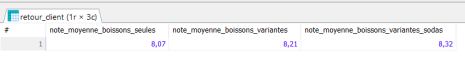 retour_client (1r × 3c)
# note_moyenne_boissons_seules note_moyenne_boissons_variantes note_moyenne_boissons_variantes_sodas
1 8,07 8,21 8,32